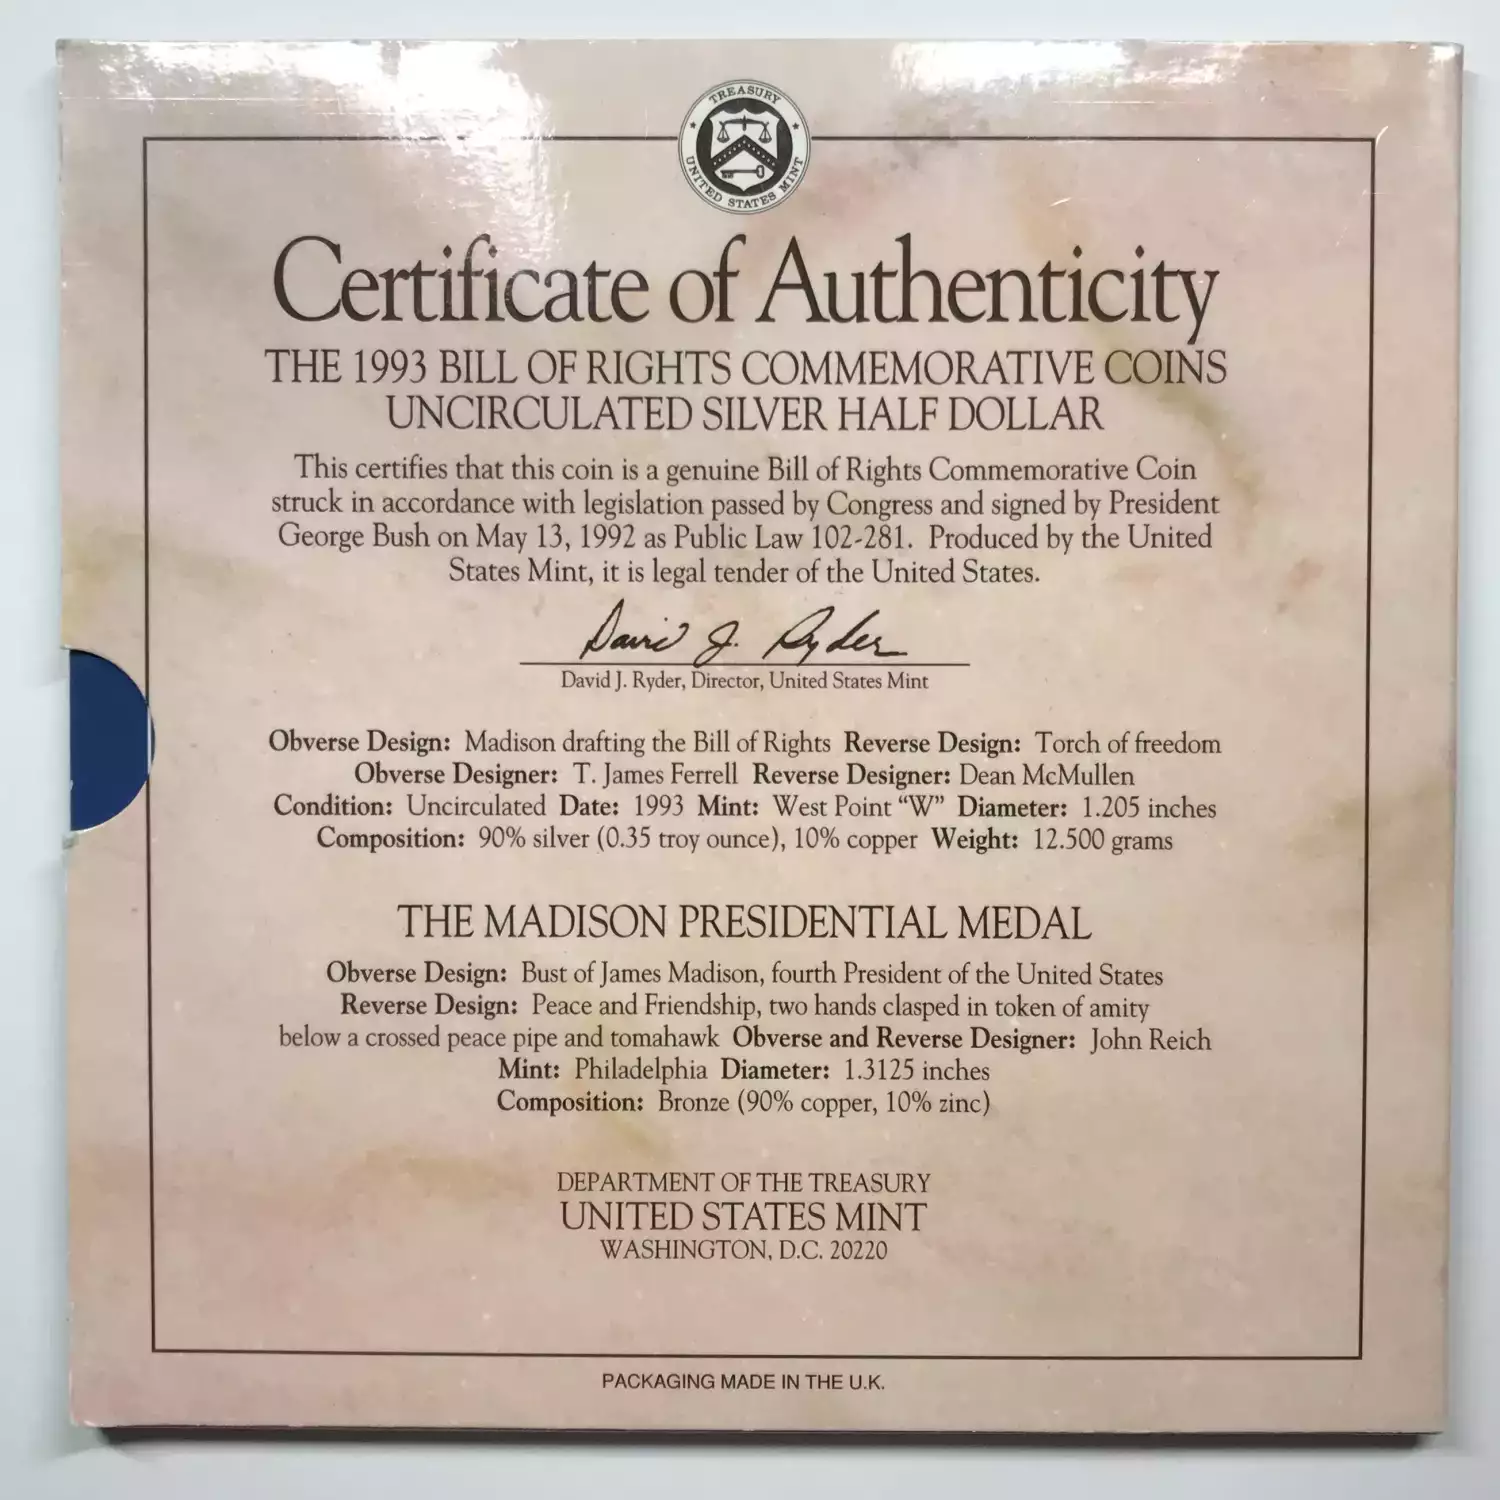 TREASURY
UNITED STATES MINT
Certificate of Authenticity
THE 1993 BILL OF RIGHTS COMMEMORATIVE COINS
UNCIRCULATED SILVER HALF DOLLAR
This certifies that this coin is a genuine Bill of Rights Commemorative Coin
struck in accordance with legislation passed by Congress and signed by President
George Bush on May 13, 1992 as Public Law 102-281. Produced by the United
States Mint, it is legal tender of the United States.
David J. Ryder
David J. Ryder, Director, United States Mint
Obverse Design: Madison drafting the Bill of Rights Reverse Design: Torch of freedom
Obverse Designer: T. James Ferrell Reverse Designer: Dean McMullen
Condition: Uncirculated Date: 1993 Mint: West Point “W” Diameter: 1.205 inches
Composition: 90% silver (0.35 troy ounce), 10% copper Weight: 12.500 grams
THE MADISON PRESIDENTIAL MEDAL
Obverse Design: Bust of James Madison, fourth President of the United States
Reverse Design: Peace and Friendship, two hands clasped in token of amity
below a crossed peace pipe and tomahawk Obverse and Reverse Designer: John Reich
Mint: Philadelphia Diameter: 1.3125 inches
Composition: Bronze (90% copper, 10% zinc)
DEPARTMENT OF THE TREASURY
UNITED STATES MINT
WASHINGTON, D.C. 20220
PACKAGING MADE IN THE U.K.